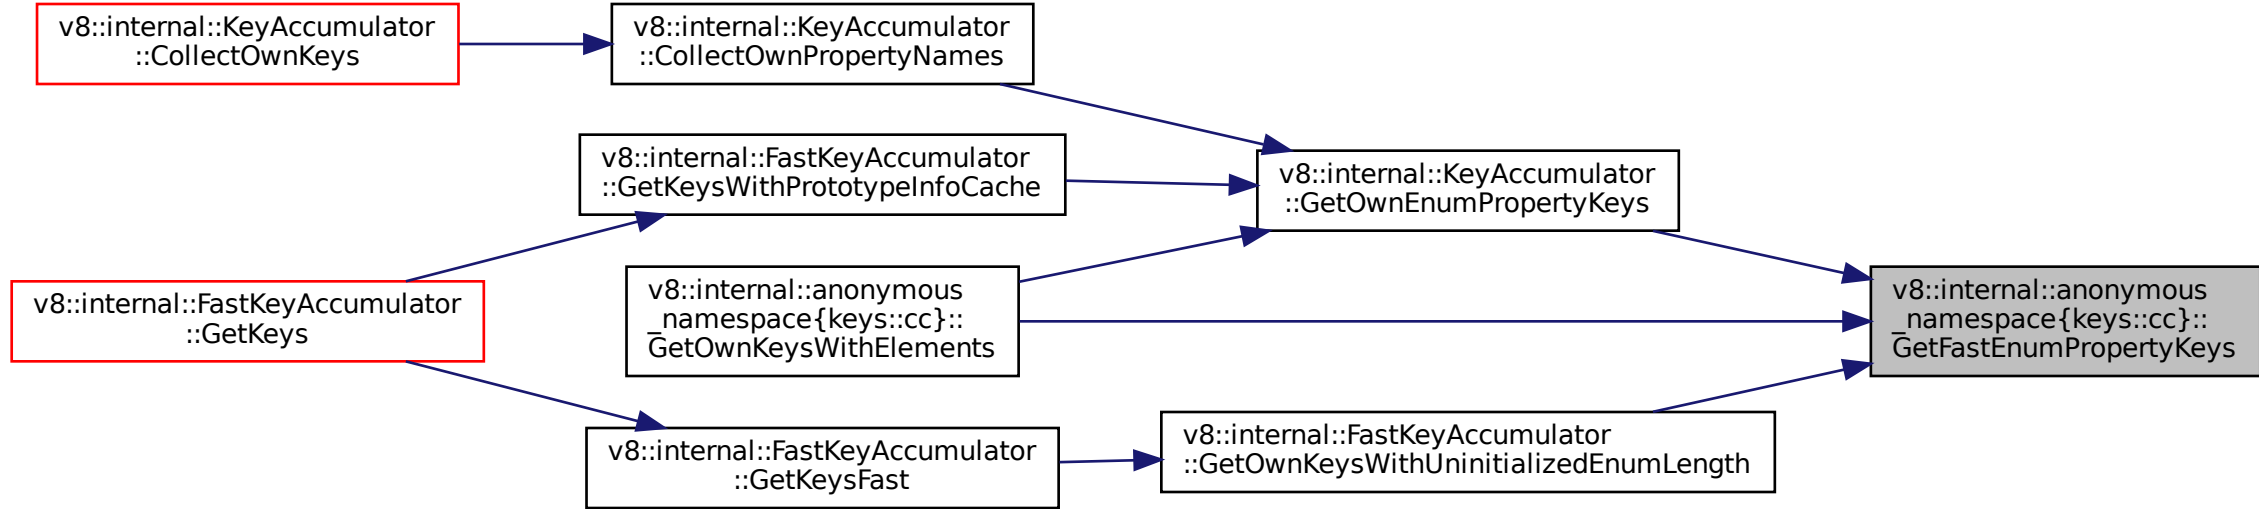 v8::internal::KeyAccumulator
::CollectOwnKeys
v8::internal::KeyAccumulator
::CollectOwnPropertyNames
v8::internal::FastKeyAccumulator
::GetKeysWithPrototypeInfoCache
v8::internal::KeyAccumulator
::GetOwnEnumPropertyKeys
v8::internal::FastKeyAccumulator
::GetKeys
v8::internal::anonymous
_namespace{keys::cc}::
GetOwnKeysWithElements
v8::internal::anonymous
_namespace{keys::cc}::
GetFastEnumPropertyKeys
v8::internal::FastKeyAccumulator
::GetKeysFast
v8::internal::FastKeyAccumulator
::GetOwnKeysWithUninitializedEnumLength